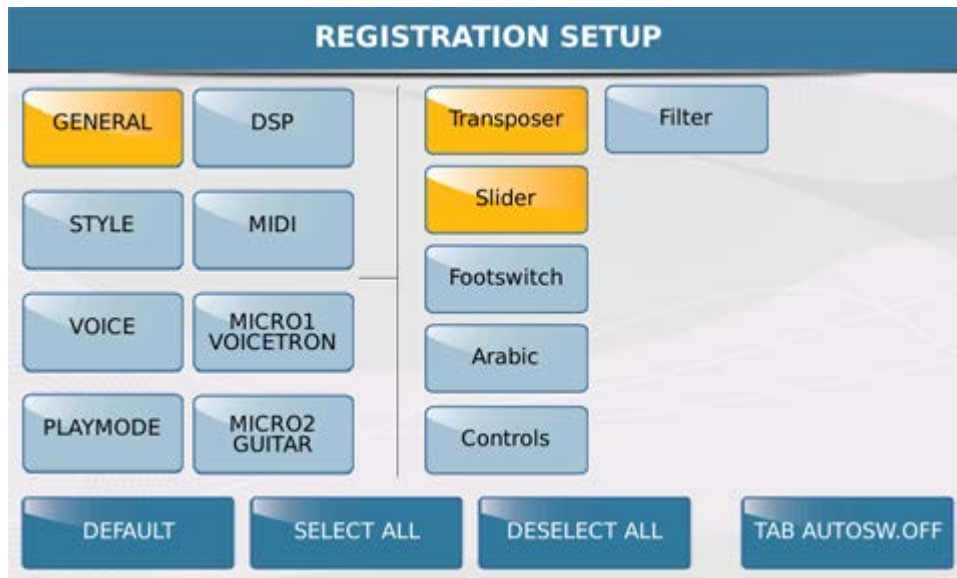 REGISTRATION SETUP
GENERAL
DSP
STYLE
MIDI
VOICE
MICRO1
VOICETRON
PLAYMODE
MICRO2
GUITAR
Transposer
Filter
Slider
Footswitch
Arabic
Controls
DEFAULT
SELECT ALL
DESELECT ALL
TAB AUTOSW.OFF